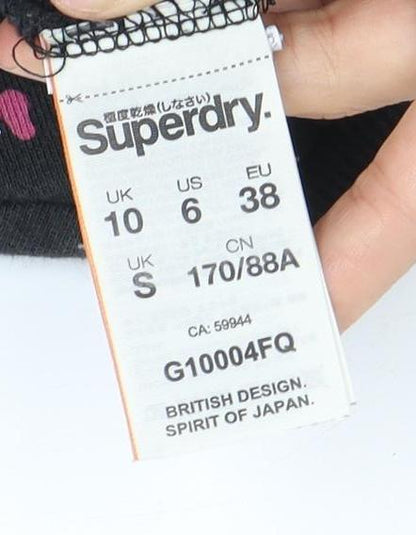 極度乾燥(しなさい)
Superdry.
UK US EU
10 6 38
UK CN
S 170/88A
CA: 59944
G10004FQ
BRITISH DESIGN.
SPIRIT OF JAPAN.